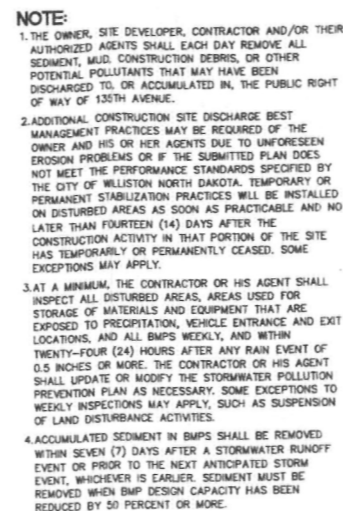 NOTE:
1. THE OWNER, SITE DEVELOPER, CONTRACTOR AND/OR THEIR
AUTHORIZED AGENTS SHALL EACH DAY REMOVE ALL
SEDIMENT, MUD, CONSTRUCTION DEBRIS, OR OTHER
POTENTIAL POLLUTANTS THAT MAY HAVE BEEN
DISCHARGED TO, OR ACCUMULATED IN, THE PUBLIC RIGHT
OF WAY OF 135TH AVENUE.
2. ADDITIONAL CONSTRUCTION SITE DISCHARGE BEST
MANAGEMENT PRACTICES MAY BE REQUIRED OF THE
OWNER AND HIS OR HER AGENTS DUE TO UNFORESEEN
EROSION PROBLEMS OR IF THE SUBMITTED PLAN DOES
NOT MEET THE PERFORMANCE STANDARDS SPECIFIED BY
THE CITY OF WILLISTON NORTH DAKOTA. TEMPORARY OR
PERMANENT STABILIZATION PRACTICES WILL BE INSTALLED
ON DISTURBED AREAS AS SOON AS PRACTICABLE AND NO
LATER THAN FOURTEEN (14) DAYS AFTER THE
CONSTRUCTION ACTIVITY IN THAT PORTION OF THE SITE
HAS TEMPORARILY OR PERMANENTLY CEASED. SOME
EXCEPTIONS MAY APPLY.
3. AT A MINIMUM, THE CONTRACTOR OR HIS AGENT SHALL
INSPECT ALL DISTURBED AREAS, AREAS USED FOR
STORAGE OF MATERIALS AND EQUIPMENT THAT ARE
EXPOSED TO PRECIPITATION, VEHICLE ENTRANCE AND EXIT
LOCATIONS, AND ALL BMPS WEEKLY, AND WITHIN
TWENTY-FOUR (24) HOURS AFTER ANY RAIN EVENT OF
0.5 INCHES OR MORE. THE CONTRACTOR OR HIS AGENT
SHALL UPDATE OR MODIFY THE STORMWATER POLLUTION
PREVENTION PLAN AS NECESSARY. SOME EXCEPTIONS TO
WEEKLY INSPECTIONS MAY APPLY, SUCH AS SUSPENSION
OF LAND DISTURBANCE ACTIVITIES.
4. ACCUMULATED SEDIMENT IN BMPS SHALL BE REMOVED
WITHIN SEVEN (7) DAYS AFTER A STORMWATER RUNOFF
EVENT OR PRIOR TO THE NEXT ANTICIPATED STORM
EVENT, WHICHEVER IS EARLIER. SEDIMENT MUST BE
REMOVED WHEN BMP DESIGN CAPACITY HAS BEEN
REDUCED BY 50 PERCENT OR MORE.